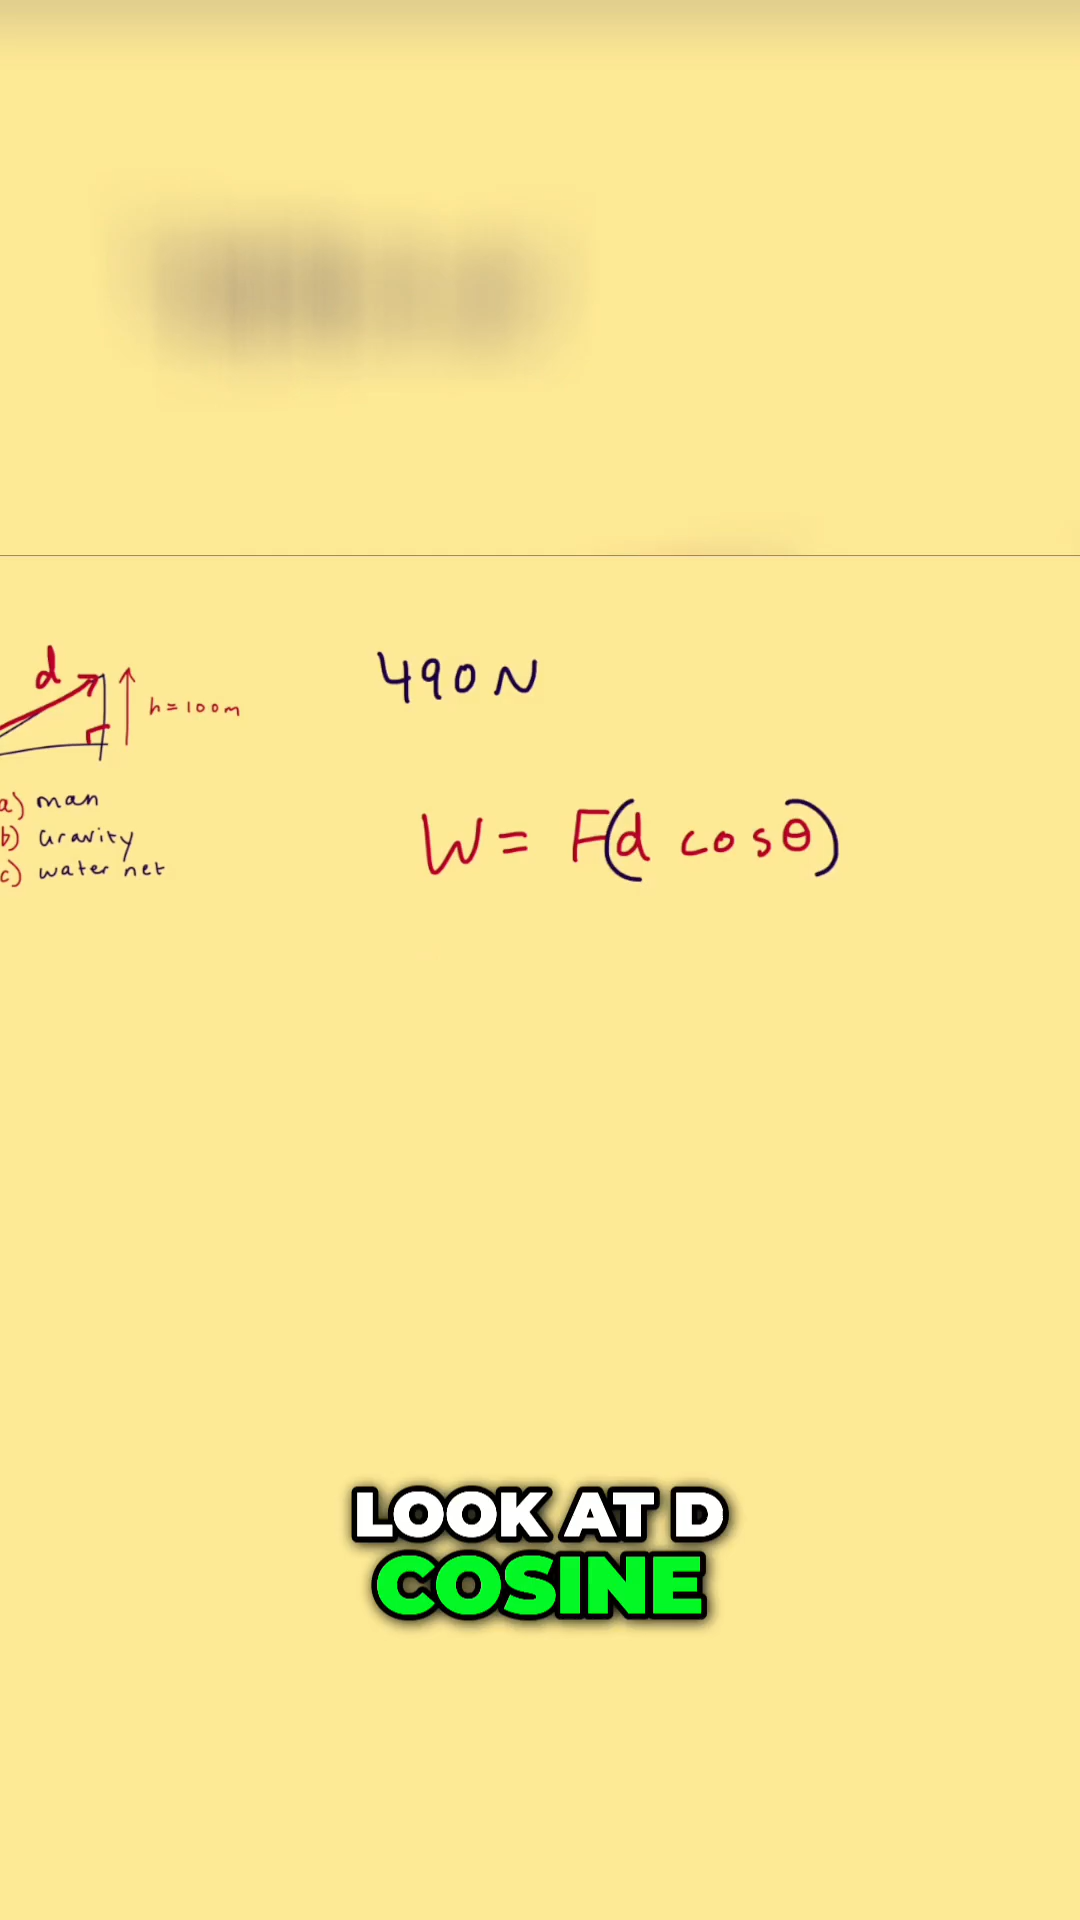 490N
d
h=100m
a) man
W = F(d cosθ)
b) Gravity
c) water net
LOOK AT D
COSINE